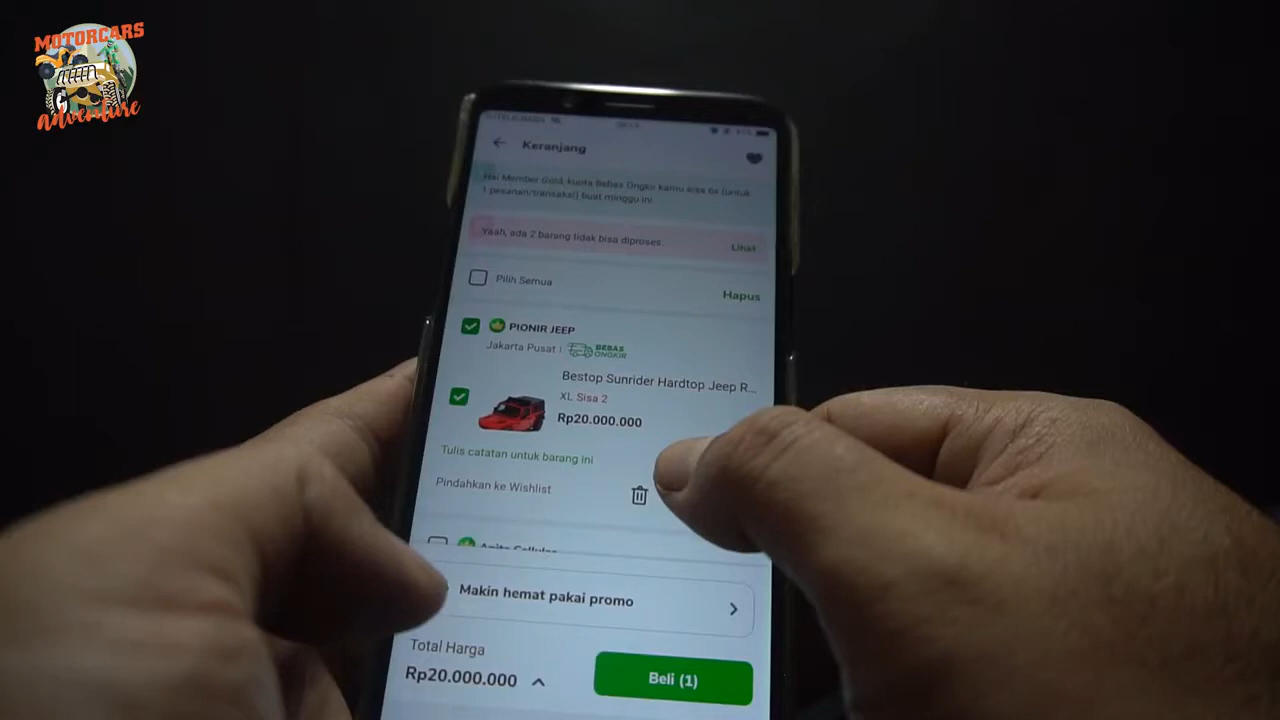 MOTORCARS
adventure
Keranjang
Hai Member Gold, kuota Bebas Ongkir kamu sisa 6x (untuk
1 pesanan/transaksi) buat minggu ini.
Yaah, ada 2 barang tidak bisa diproses.
Lihat
Pilih Semua
Hapus
PIONIR JEEP
Jakarta Pusat
BEBAS
ONGKIR
Bestop Sunrider Hardtop Jeep R...
XL Sisa 2
Rp20.000.000
Tulis catatan untuk barang ini
Pindahkan ke Wishlist
Makin hemat pakai promo
Total Harga
Rp20.000.000
Beli (1)